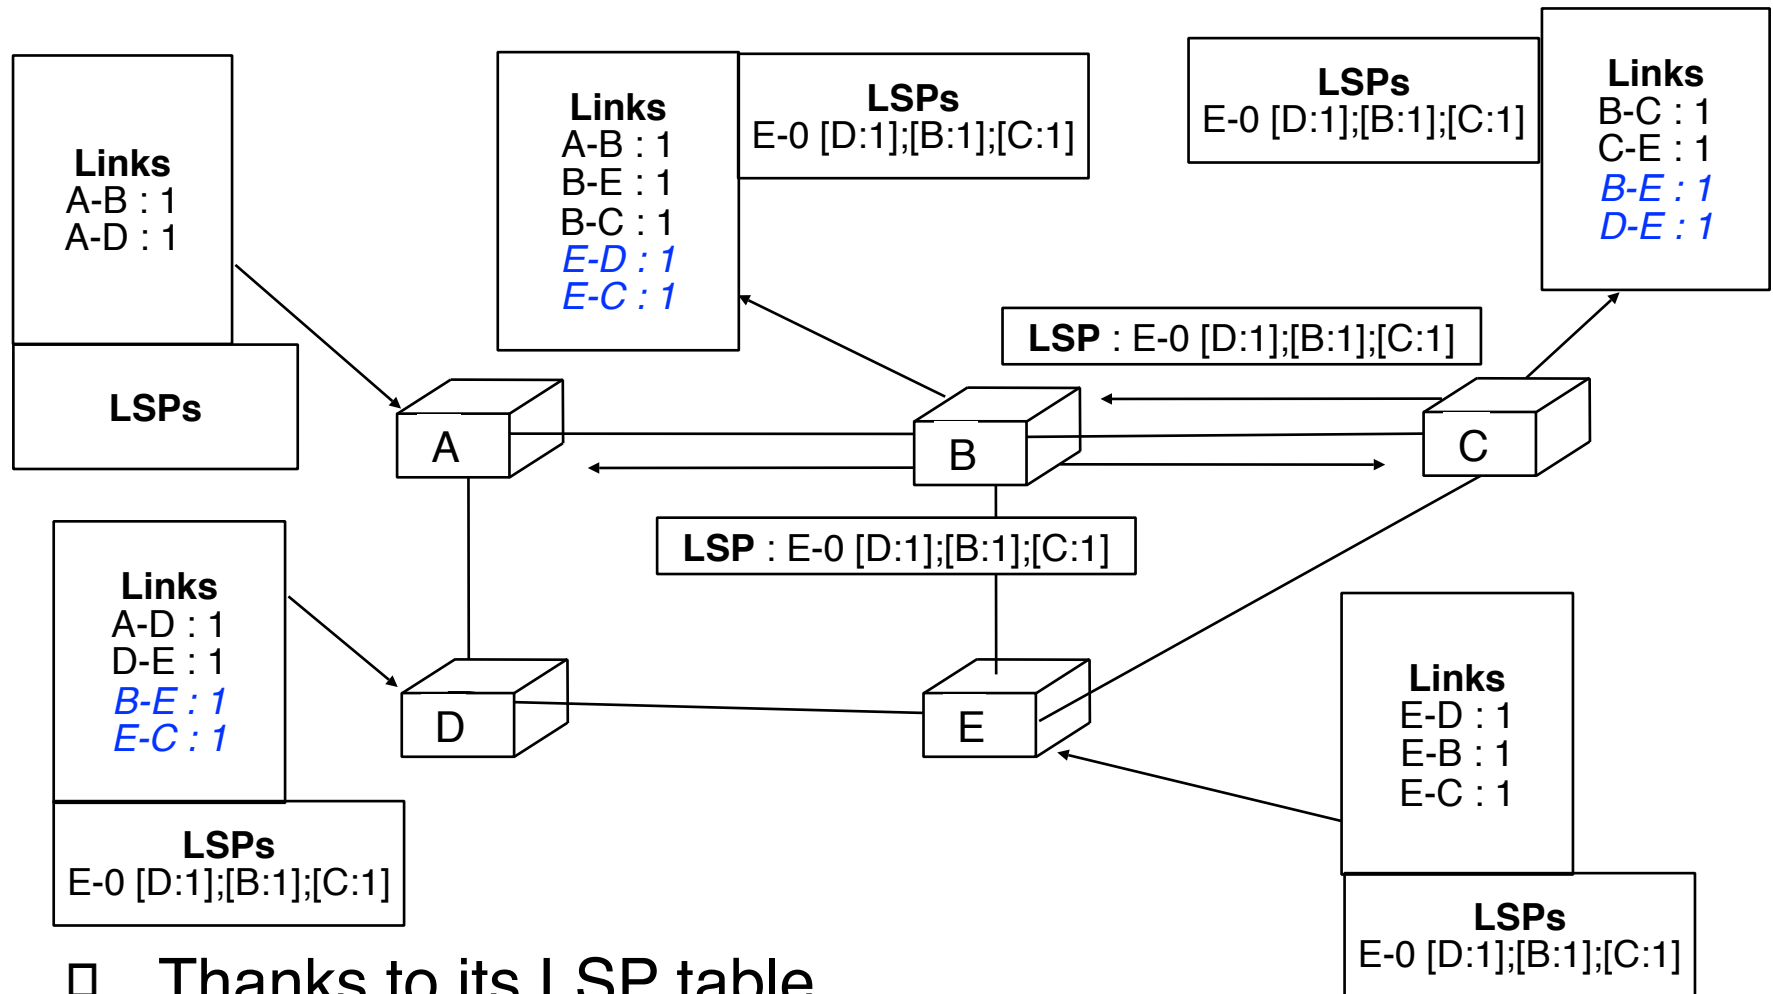 Links
A-B : 1
A-D : 1
LSPs
Links
A-B : 1
B-E : 1
B-C : 1
E-D : 1
E-C : 1
LSPs
E-0 [D:1];[B:1];[C:1]
LSPs
E-0 [D:1];[B:1];[C:1]
Links
B-C : 1
C-E : 1
B-E : 1
D-E : 1
LSP : E-0 [D:1];[B:1];[C:1]
A
B
C
LSP : E-0 [D:1];[B:1];[C:1]
Links
A-D : 1
D-E : 1
B-E : 1
E-C : 1
LSPs
E-0 [D:1];[B:1];[C:1]
D
E
Links
E-D : 1
E-B : 1
E-C : 1
LSPs
E-0 [D:1];[B:1];[C:1]
Thanks to its LSP table